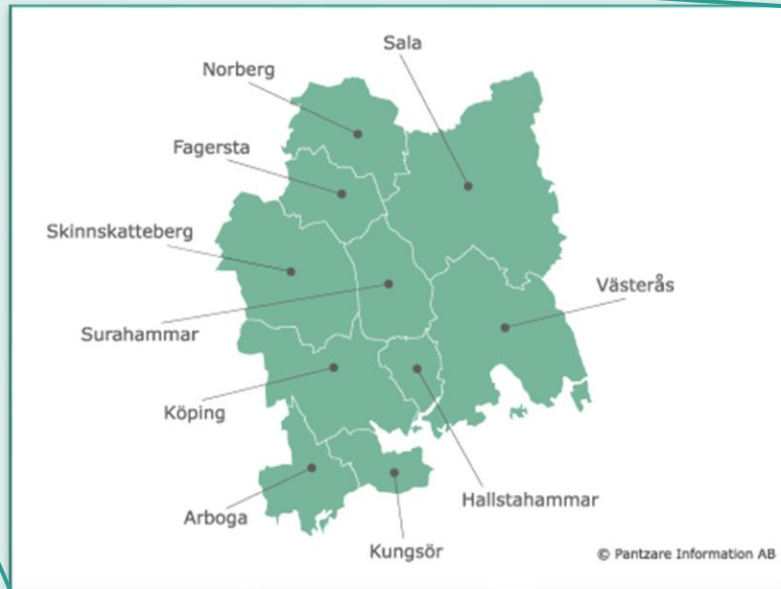 Sala
Norberg
Fagersta
Skinnskatteberg
Västerås
Surahammar
Köping
Hallstahammar
Arboga
Kungsör
© Pantzare Information AB